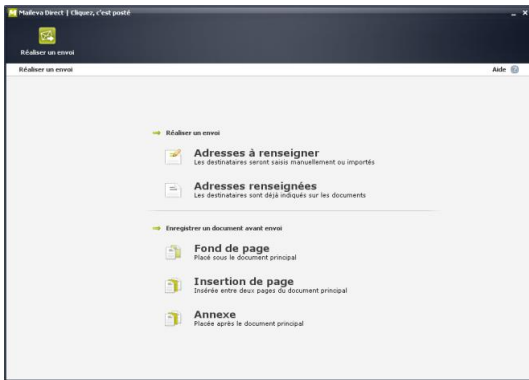 Maileva Direct | Cliquez, c'est posté
Réaliser un envoi
Réaliser un envoi
Aide
Réaliser un envoi
Adresses à renseigner
Les destinataires seront saisis manuellement ou importés
Adresses renseignées
Les destinataires sont déjà indiqués sur les documents
Enregistrer un document avant envoi
Fond de page
Placé sous le document principal
Insertion de page
Insérée entre deux pages du document principal
Annexe
Placée après le document principal